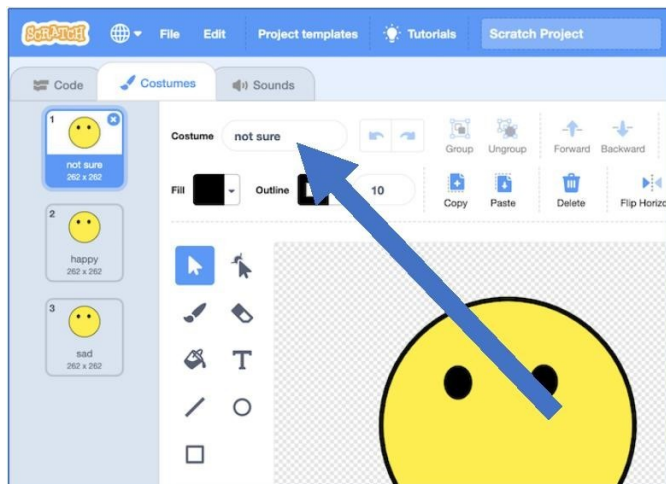 SCRATCH File Edit Project templates Tutorials Scratch Project
Code Costumes Sounds
1
not sure
262 x 262
2
happy
262 x 262
3
sad
262 x 262
Costume not sure Group Ungroup Forward Backward
Fill Outline 10 Copy Paste Delete Flip Horizo
T